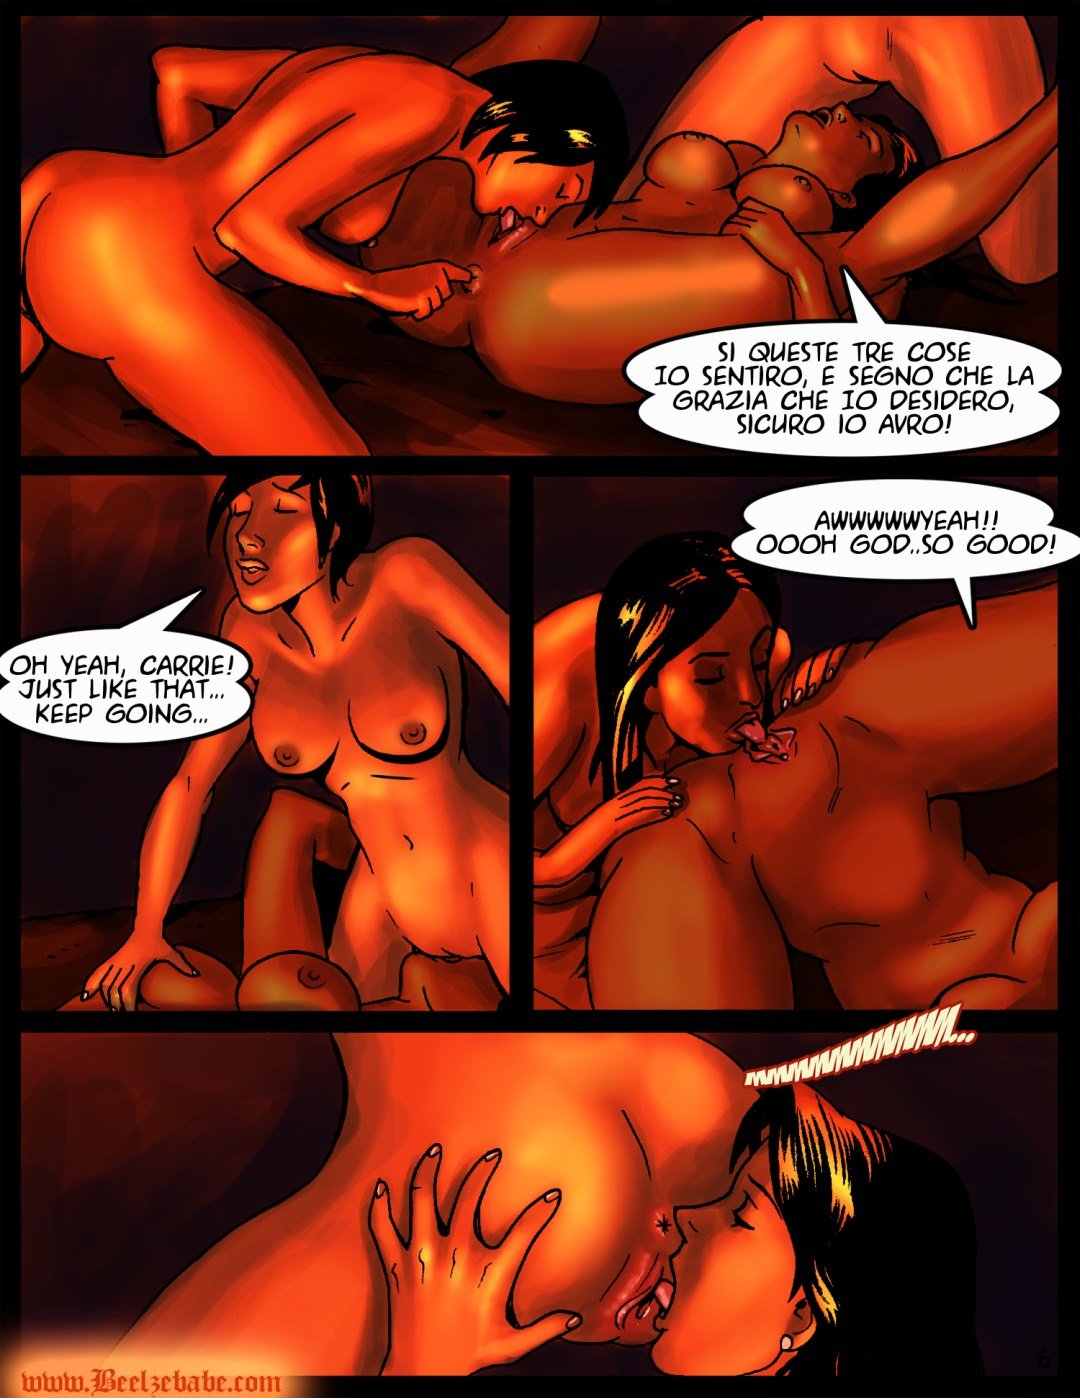 SI QUESTE TRE COSE
IO SENTIRO, E SEGNO CHE LA
GRAZIA CHE IO DESIDERO,
SICURO IO AVRO!
OH YEAH, CARRIE!
JUST LIKE THAT...
KEEP GOING...
AWWWWWYEAH!!
OOOH GOD..SO GOOD!
www.Beelzebabe.com
6